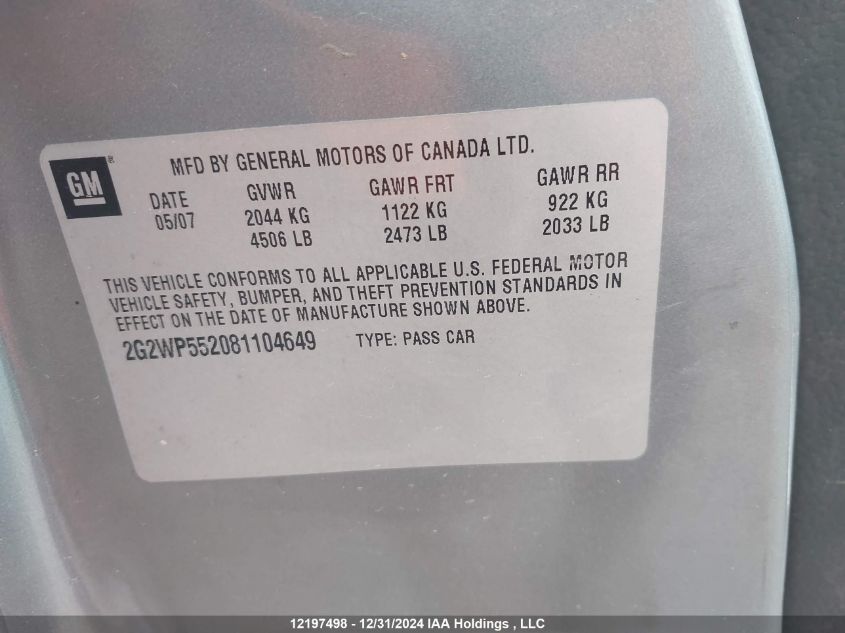 MFD BY GENERAL MOTORS OF CANADA LTD.
GM ®
DATE GVWR GAWR FRT GAWR RR
05/07 2044 KG 1122 KG 922 KG
4506 LB 2473 LB 2033 LB
THIS VEHICLE CONFORMS TO ALL APPLICABLE U.S. FEDERAL MOTOR
VEHICLE SAFETY, BUMPER, AND THEFT PREVENTION STANDARDS IN
EFFECT ON THE DATE OF MANUFACTURE SHOWN ABOVE.
2G2WP552081104649 TYPE: PASS CAR
12197498 - 12/31/2024 IAA Holdings , LLC